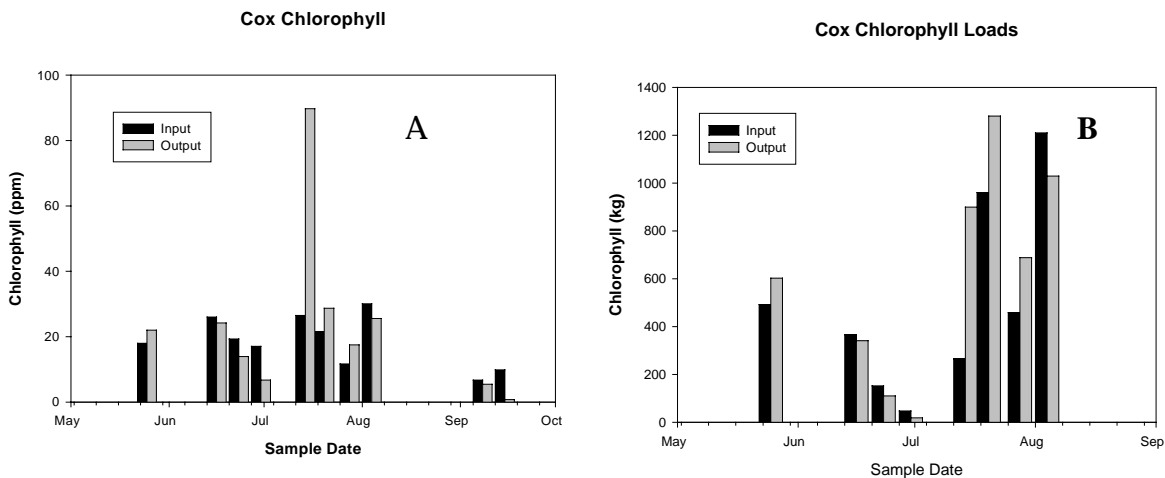 Cox Chlorophyll
100
80
60
40
20
0
Chlorophyll (ppm)
Input
Output
A
May
Jun
Jul
Aug
Sep
Oct
Sample Date
Cox Chlorophyll Loads
1400
1200
1000
800
600
400
200
0
Chlorophyll (kg)
Input
Output
B
May
Jun
Jul
Aug
Sep
Sample Date